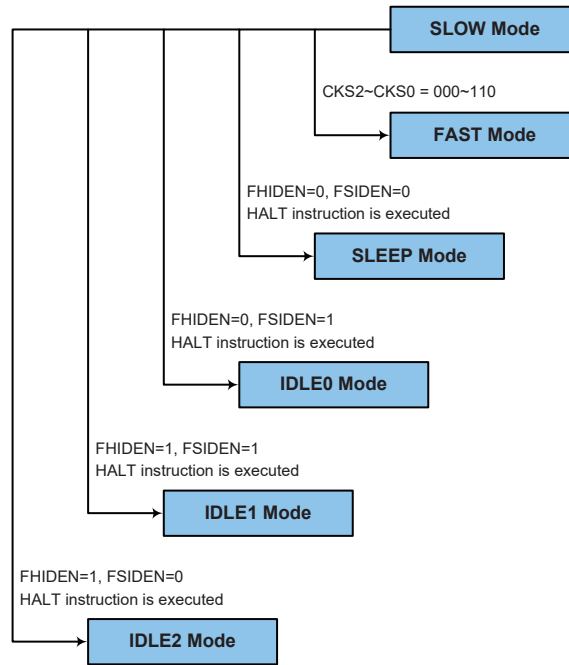 SLOW Mode
CKS2~CKS0 = 000~110
FAST Mode
FHIDEN=0, FSIDEN=0
HALT instruction is executed
SLEEP Mode
FHIDEN=0, FSIDEN=1
HALT instruction is executed
IDLE0 Mode
FHIDEN=1, FSIDEN=1
HALT instruction is executed
IDLE1 Mode
FHIDEN=1, FSIDEN=0
HALT instruction is executed
IDLE2 Mode